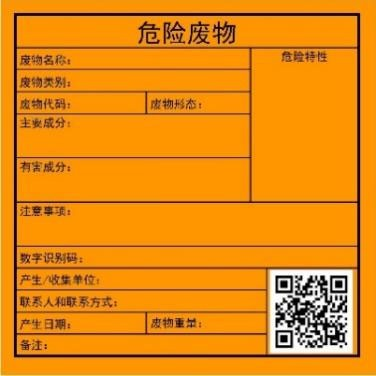 危险废物
废物名称：
危险特性
废物类别：
废物代码：
废物形态：
主要成分：
有害成分：
注意事项：
数字识别码：
产生/收集单位：
联系人和联系方式：
产生日期：
废物重量：
备注：